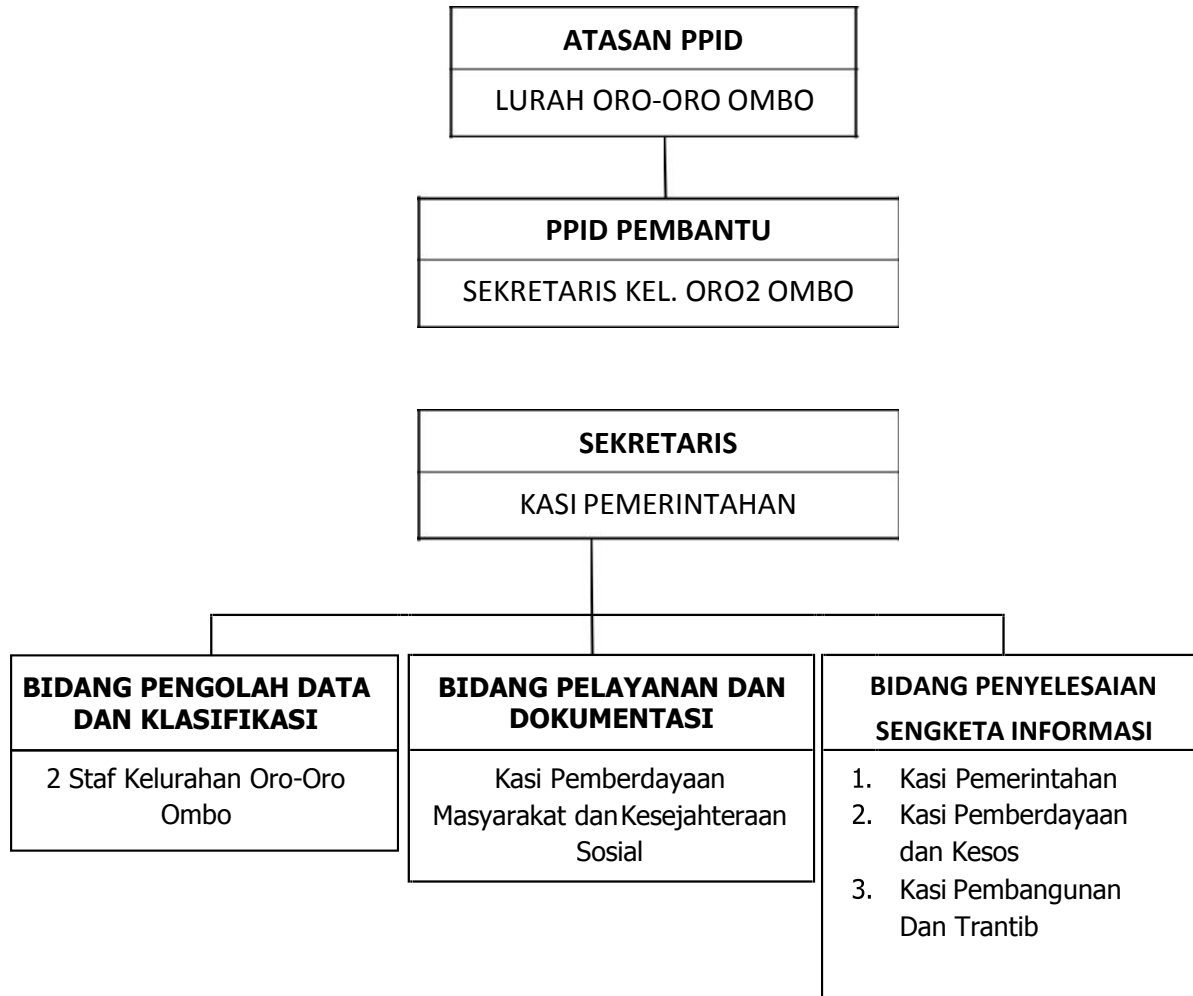 ATASAN PPID
LURAH ORO-ORO OMBO
PPID PEMBANTU
SEKRETARIS KEL. ORO2 OMBO
SEKRETARIS
KASI PEMERINTAHAN
BIDANG PENGOLAH DATA
DAN KLASIFIKASI
2 Staf Kelurahan Oro-Oro
Ombo
BIDANG PELAYANAN DAN
DOKUMENTASI
Kasi Pemberdayaan
Masyarakat dan Kesejahteraan
Sosial
BIDANG PENYELESAIAN
SENGKETA INFORMASI
1. Kasi Pemerintahan
2. Kasi Pemberdayaan
dan Kesos
3. Kasi Pembangunan
Dan Trantib